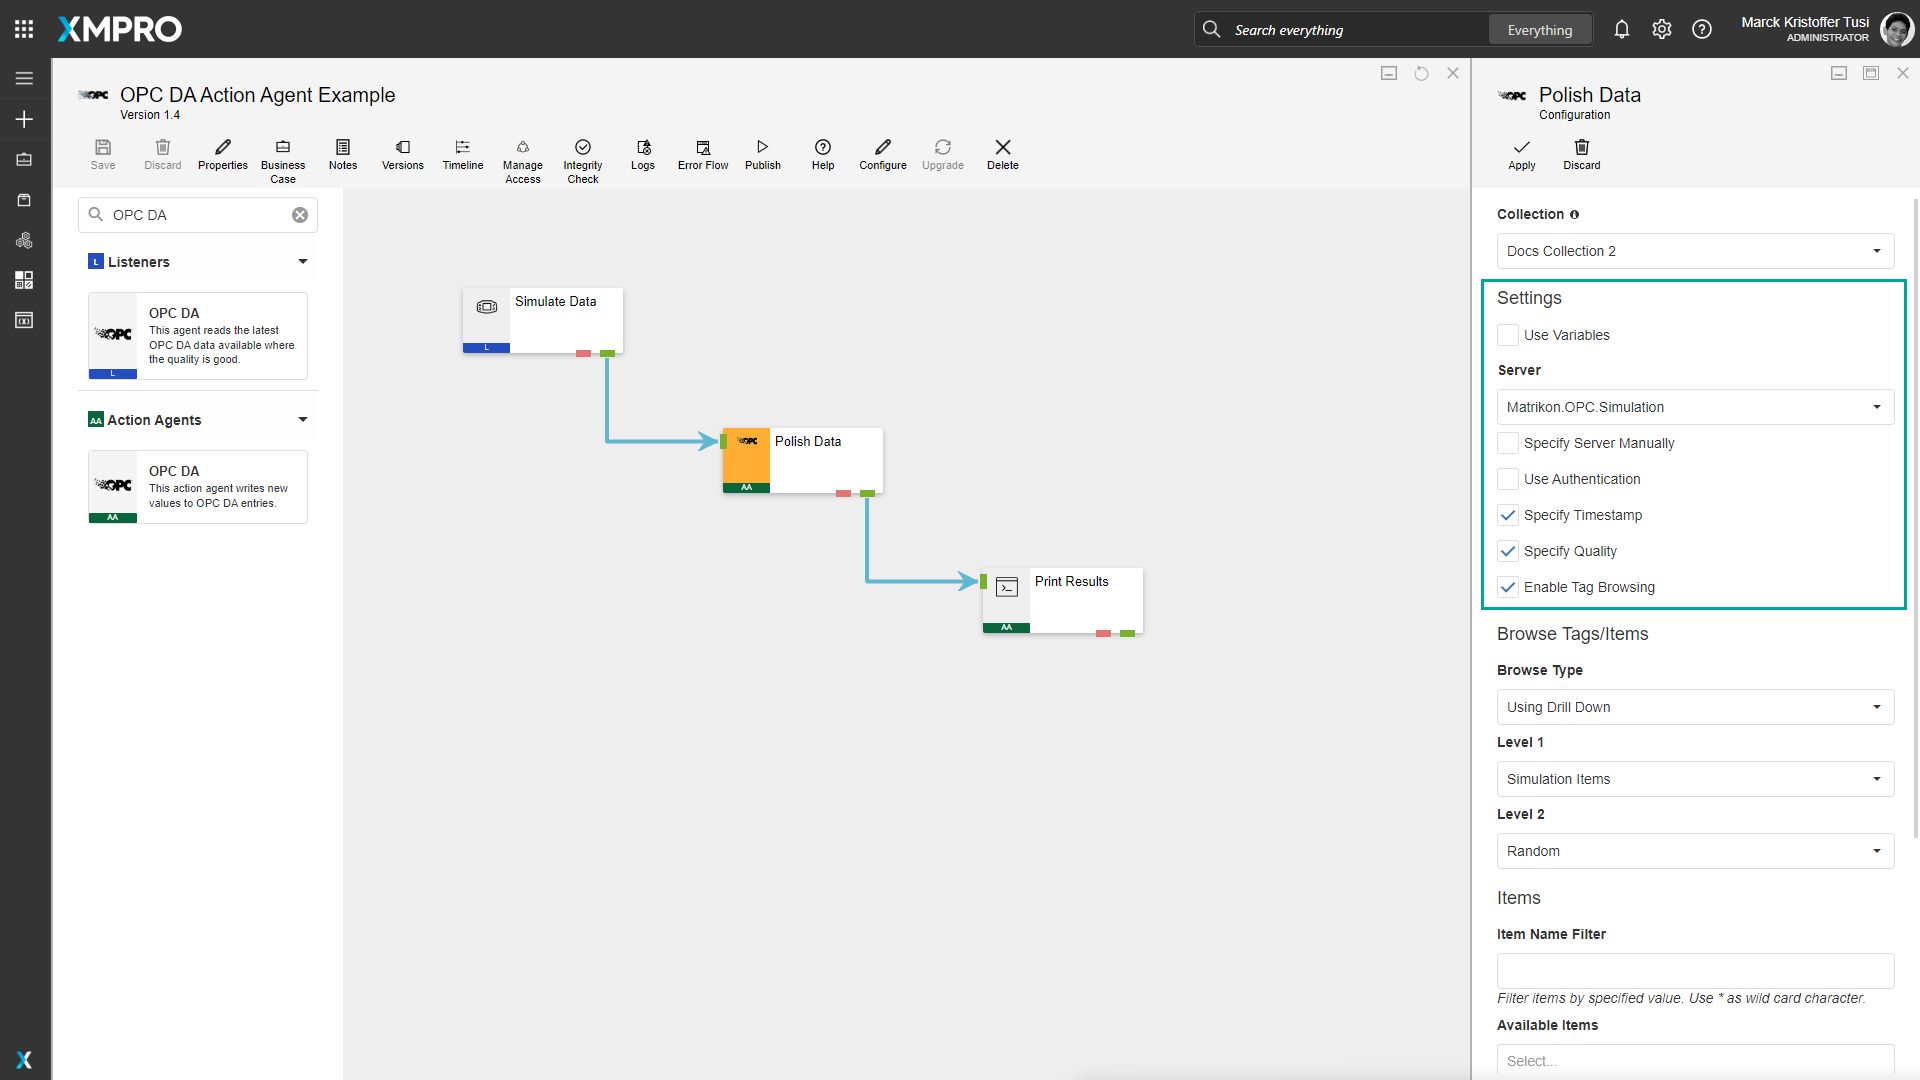 XMPRO
Search everything
Everything
Marck Kristoffer Tusi
ADMINISTRATOR
OPC
OPC DA Action Agent Example
Version 1.4
Save
Discard
Properties
Business
Case
Notes
Versions
Timeline
Manage
Access
Integrity
Check
Logs
Error Flow
Publish
Help
Configure
Upgrade
Delete
OPC DA
L Listeners
OPC
L
OPC DA
This agent reads the latest
OPC DA data available where
the quality is good.
AA Action Agents
OPC
AA
OPC DA
This action agent writes new
values to OPC DA entries.
Simulate Data
L
OPC
Polish Data
AA
Print Results
AA
OPC
Polish Data
Configuration
Apply
Discard
Collection
Docs Collection 2
Settings
Use Variables
Server
Matrikon.OPC.Simulation
Specify Server Manually
Use Authentication
Specify Timestamp
Specify Quality
Enable Tag Browsing
Browse Tags/Items
Browse Type
Using Drill Down
Level 1
Simulation Items
Level 2
Random
Items
Item Name Filter
Filter items by specified value. Use * as wild card character.
Available Items
Select...